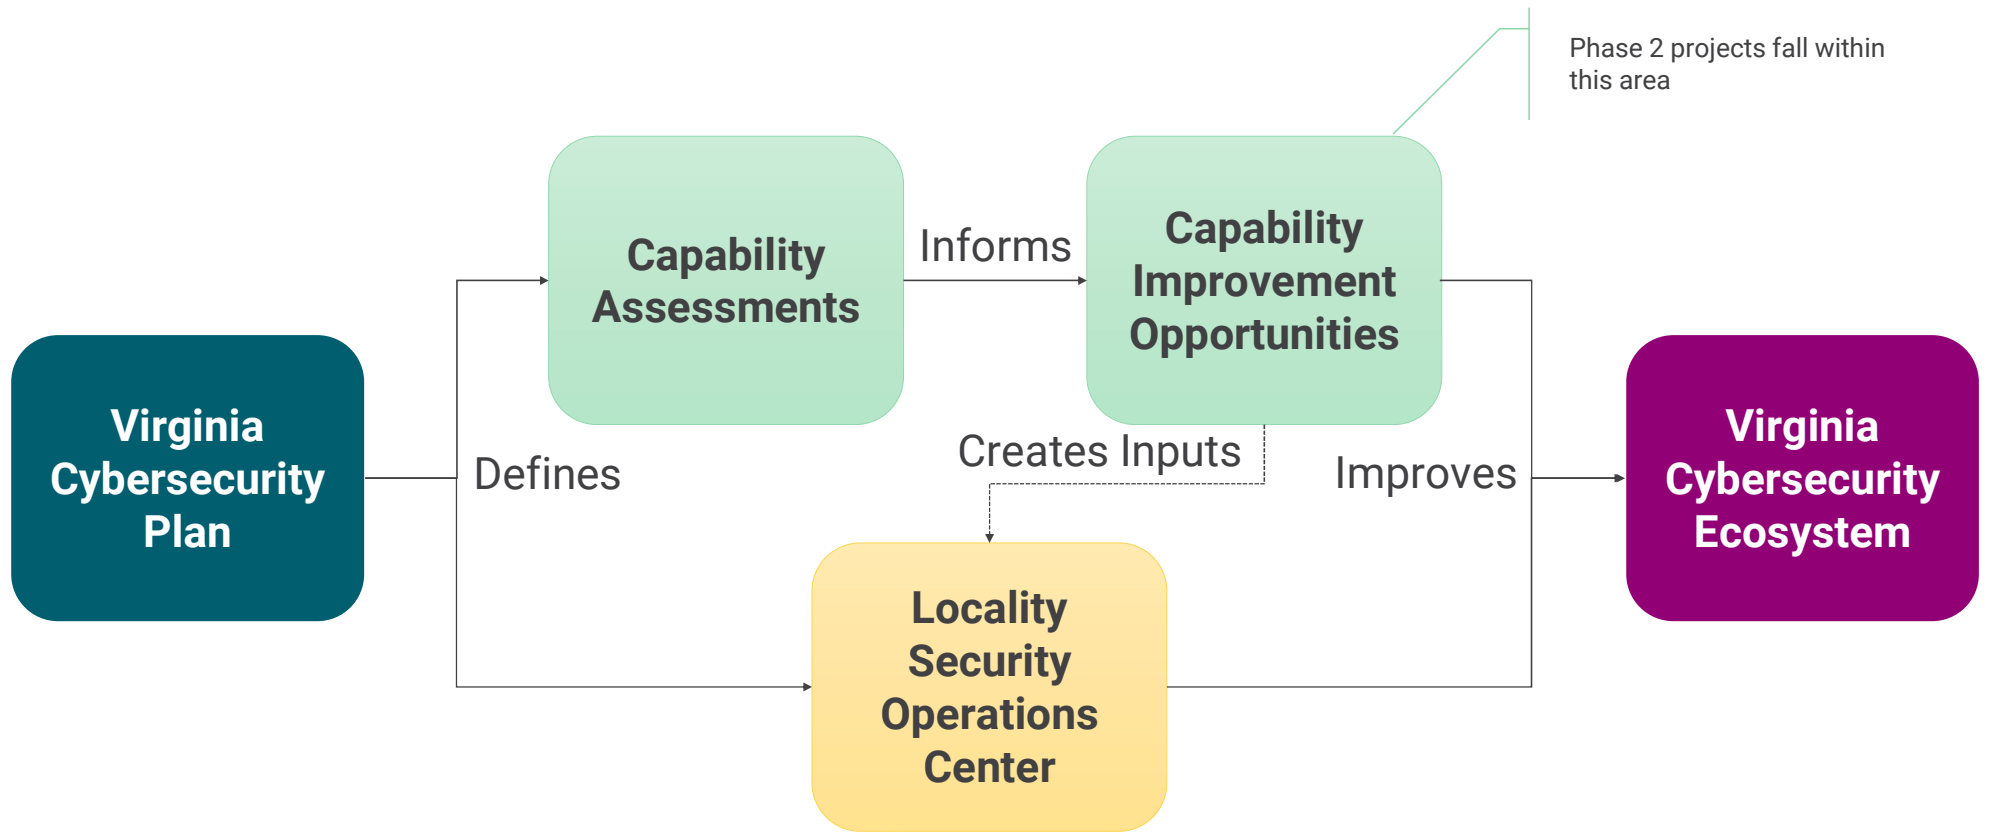 Phase 2 projects fall within
this area
Capability
Assessments
Informs
Capability
Improvement
Opportunities
Virginia
Cybersecurity
Plan
Defines
Creates Inputs
Improves
Virginia
Cybersecurity
Ecosystem
Locality
Security
Operations
Center